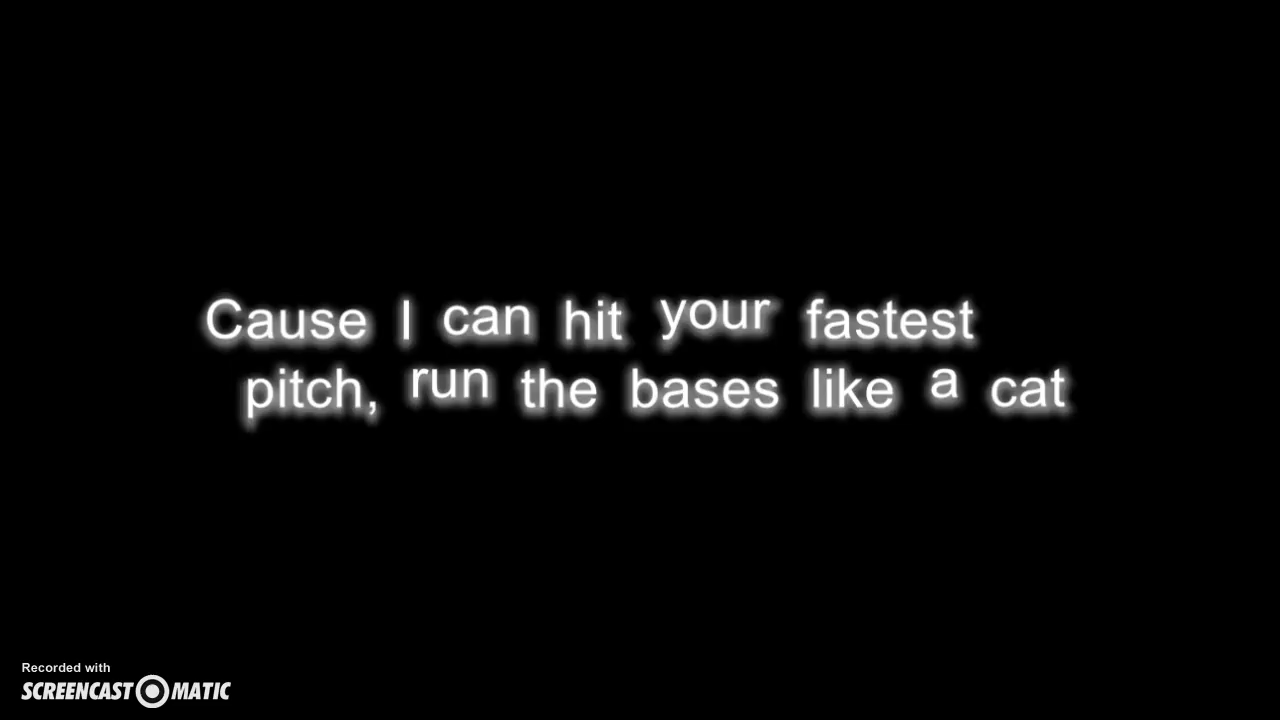 Cause I can hit your fastest
pitch, run the bases like a cat
Recorded with
SCREENCAST MATIC